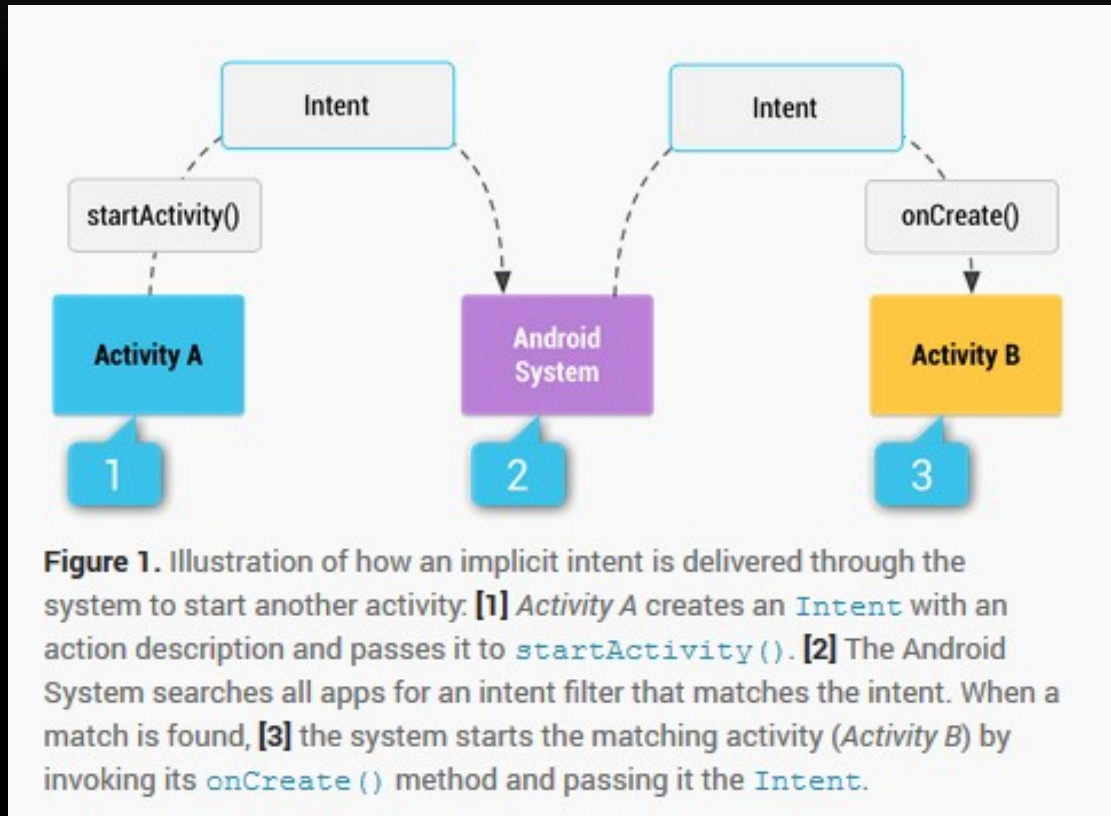 Intent
Intent
startActivity()
onCreate()
Activity A
Android
System
Activity B
1
2
3
Figure 1. Illustration of how an implicit intent is delivered through the
system to start another activity: [1] Activity A creates an Intent with an
action description and passes it to startActivity(). [2] The Android
System searches all apps for an intent filter that matches the intent. When a
match is found, [3] the system starts the matching activity (Activity B) by
invoking its onCreate() method and passing it the Intent.